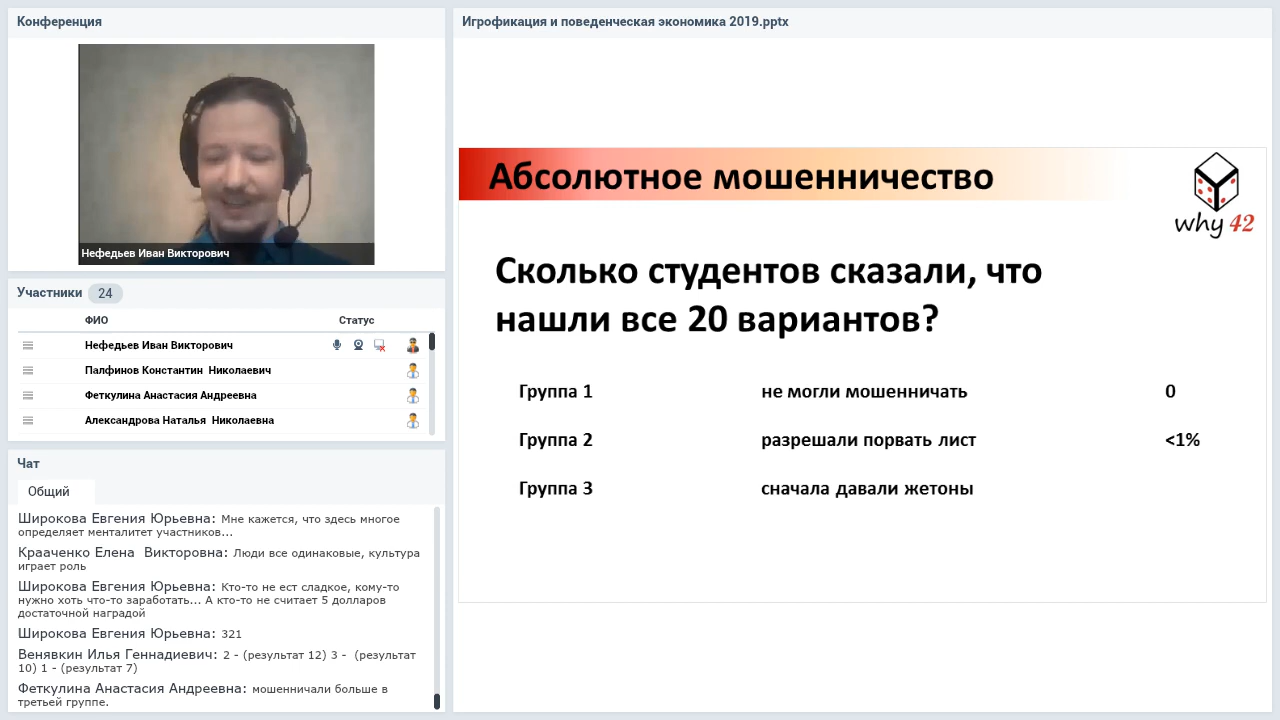 Конференция
Нефедьев Иван Викторович
Участники 24
ФИО Статус
Нефедьев Иван Викторович
Палфинов Константин Николаевич
Феткулина Анастасия Андреевна
Александрова Наталья Николаевна
Чат
Общий
Широкова Евгения Юрьевна: Мне кажется, что здесь многое
определяет менталитет участников...
Краaченко Елена Викторовна: Люди все одинаковые, культура
играет роль
Широкова Евгения Юрьевна: Кто-то не ест сладкое, кому-то
нужно хоть что-то заработать... А кто-то не считает 5 долларов
достаточной наградой
Широкова Евгения Юрьевна: 321
Венявкин Илья Геннадиевич: 2 - (результат 12) 3 - (результат
10) 1 - (результат 7)
Феткулина Анастасия Андреевна: мошенничали больше в
третьей группе.
Игрофикация и поведенческая экономика 2019.pptx
Абсолютное мошенничество
why 42
Сколько студентов сказали, что
нашли все 20 вариантов?
Группа 1 не могли мошенничать 0
Группа 2 разрешали порвать лист <1%
Группа 3 сначала давали жетоны